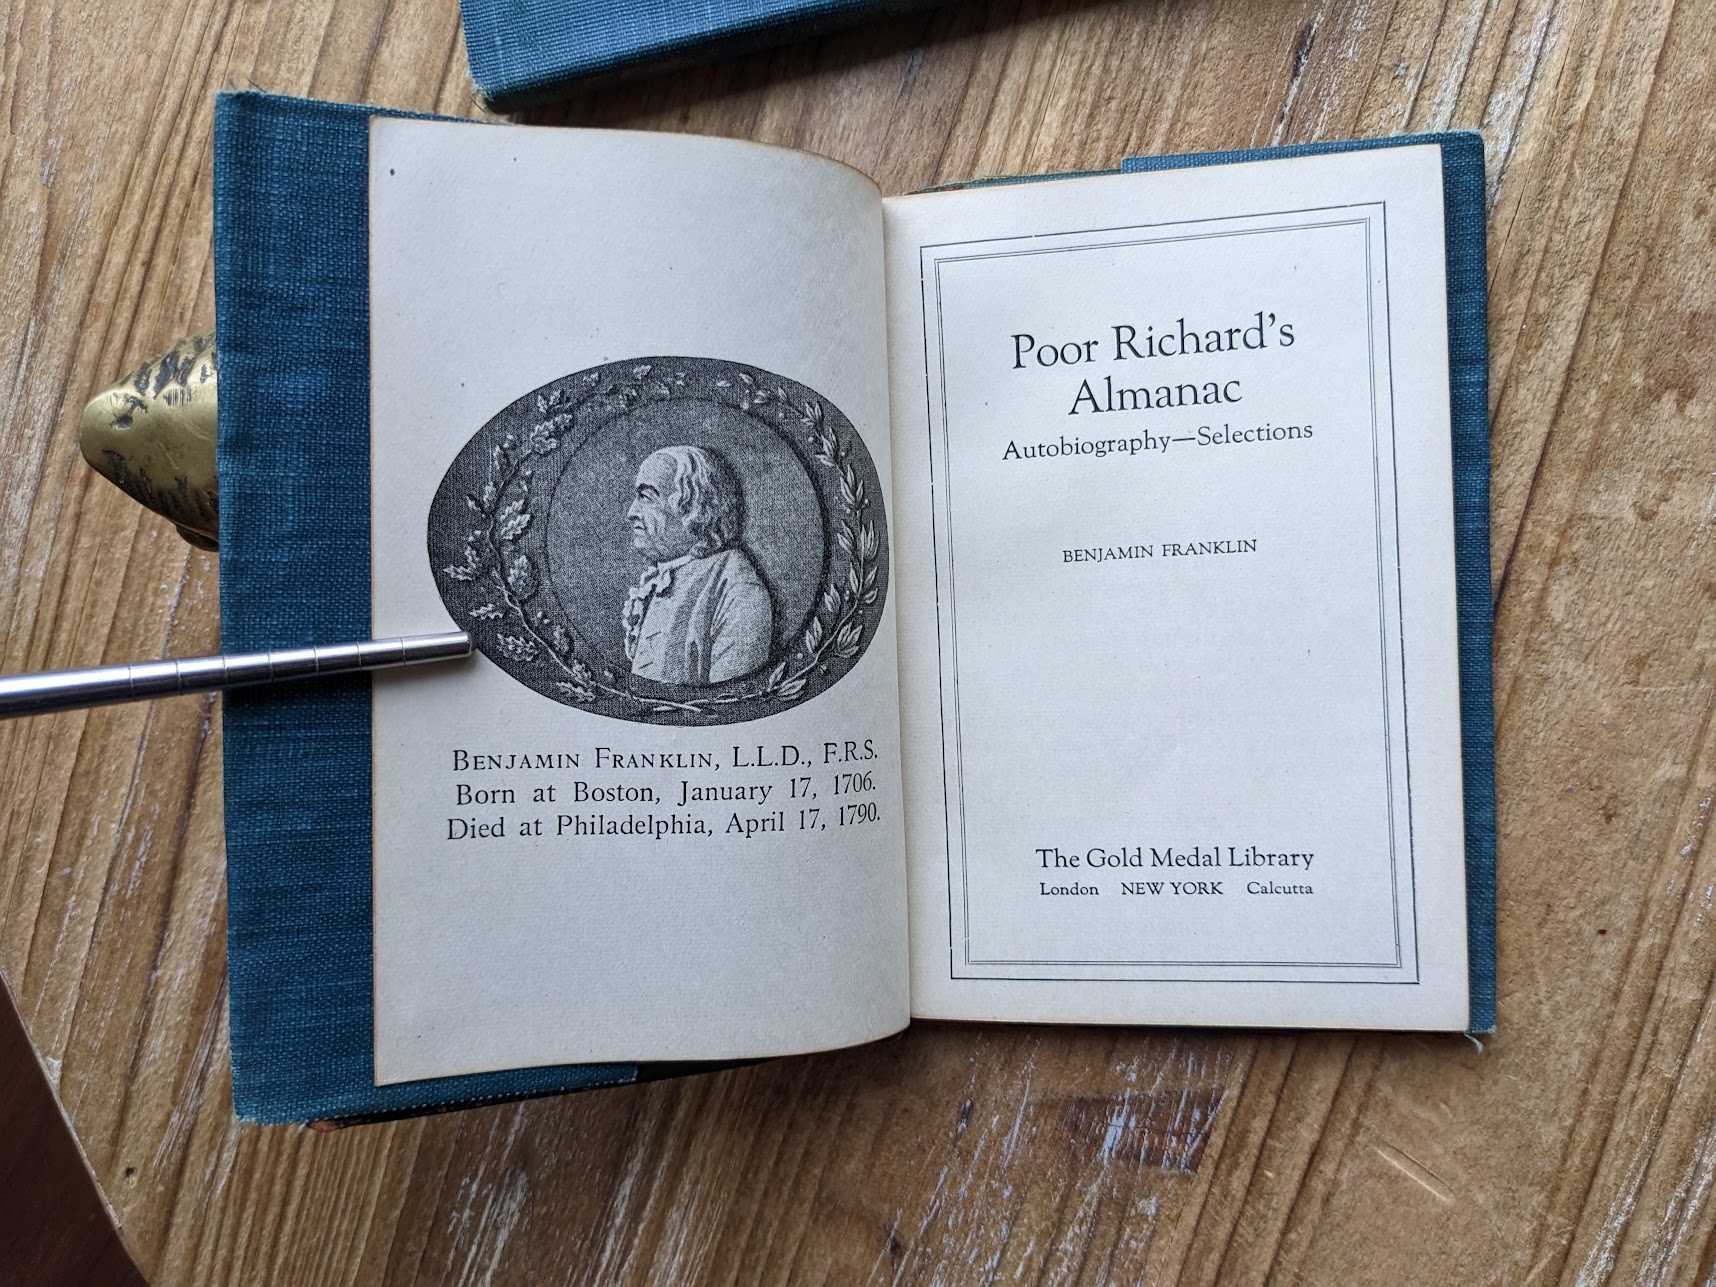 BENJAMIN FRANKLIN, L.L.D., F.R.S.
Born at Boston, January 17, 1706.
Died at Philadelphia, April 17, 1790.
Poor Richard's
Almanac
Autobiography—Selections
BENJAMIN FRANKLIN
The Gold Medal Library
London NEW YORK Calcutta